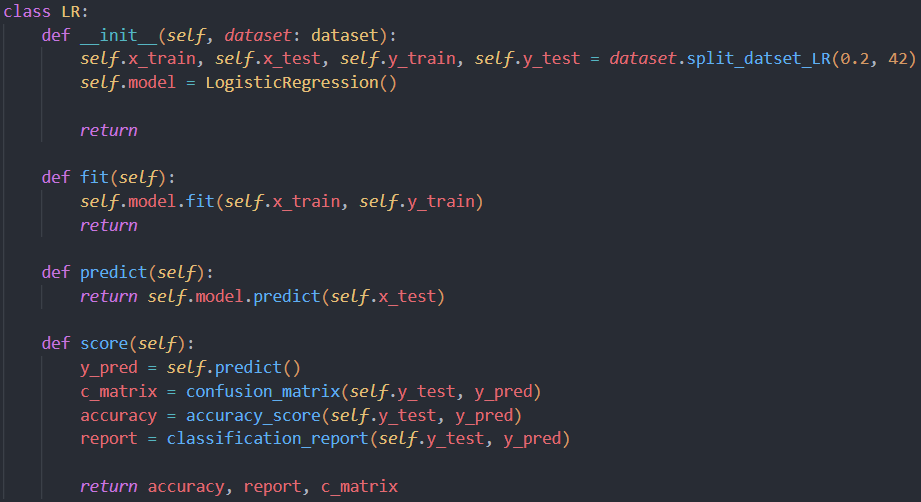 class LR:
    def __init__(self, dataset: dataset):
        self.x_train, self.x_test, self.y_train, self.y_test = dataset.split_datset_LR(0.2, 42)
        self.model = LogisticRegression()

        return

    def fit(self):
        self.model.fit(self.x_train, self.y_train)
        return

    def predict(self):
        return self.model.predict(self.x_test)

    def score(self):
        y_pred = self.predict()
        c_matrix = confusion_matrix(self.y_test, y_pred)
        accuracy = accuracy_score(self.y_test, y_pred)
        report = classification_report(self.y_test, y_pred)

        return accuracy, report, c_matrix